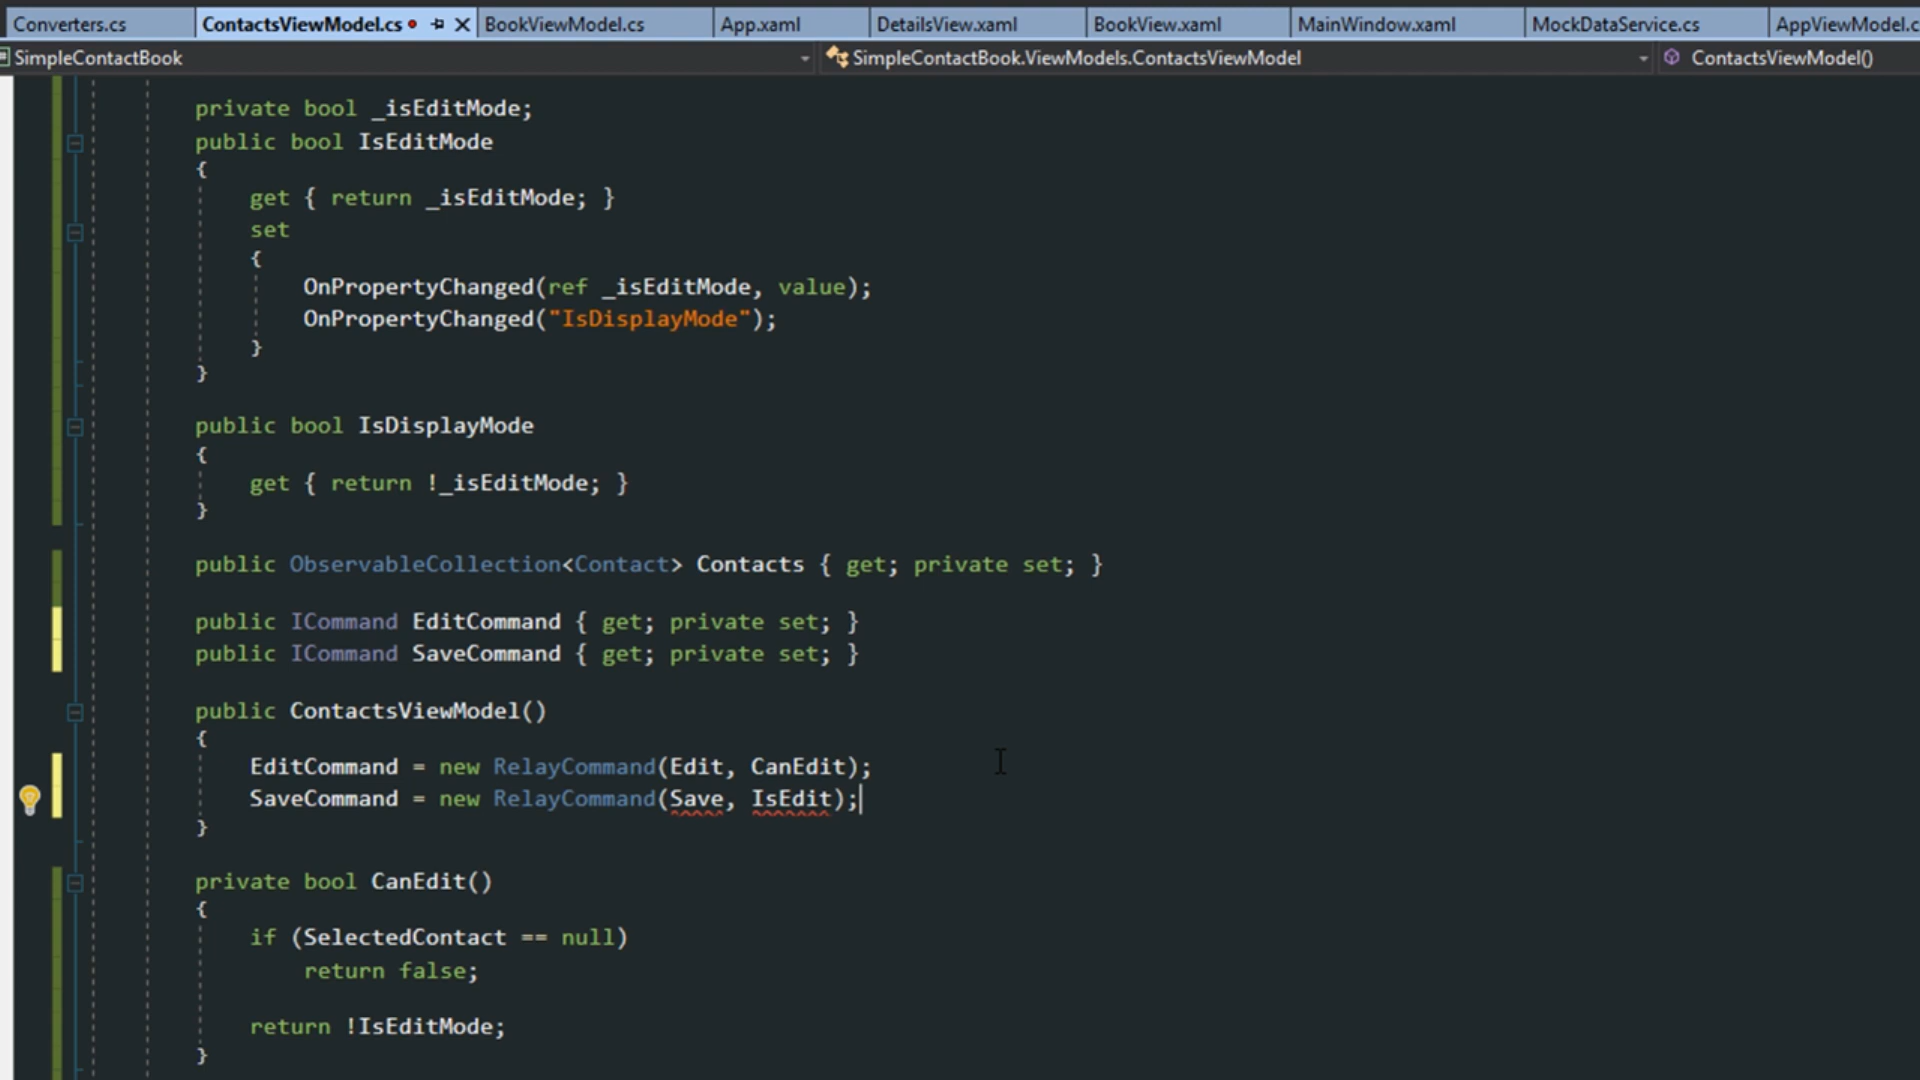 Converters.cs ContactsViewModel.cs BookViewModel.cs App.xaml DetailsView.xaml BookView.xaml MainWindow.xaml MockDataService.cs AppViewModel.c
SimpleContactBook SimpleContactBook.ViewModels.ContactsViewModel ContactsViewModel()
private bool _isEditMode;
public bool IsEditMode
{
get { return _isEditMode; }
set
{
OnPropertyChanged(ref _isEditMode, value);
OnPropertyChanged("IsDisplayMode");
}
}
public bool IsDisplayMode
{
get { return !_isEditMode; }
}
public ObservableCollection<Contact> Contacts { get; private set; }
public ICommand EditCommand { get; private set; }
public ICommand SaveCommand { get; private set; }
public ContactsViewModel()
{
EditCommand = new RelayCommand(Edit, CanEdit);
SaveCommand = new RelayCommand(Save, IsEdit);
}
private bool CanEdit()
{
if (SelectedContact == null)
return false;
return !IsEditMode;
}